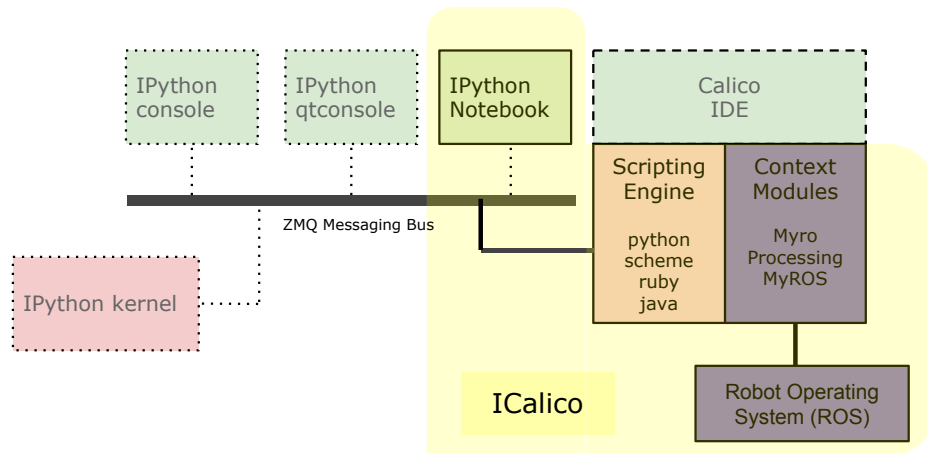 IPython
console
IPython
qtconsole
IPython
Notebook
Calico
IDE
Scripting
Engine
python
scheme
ruby
java
Context
Modules
Myro
Processing
MyROS
ZMQ Messaging Bus
IPython kernel
ICalico
Robot Operating
System (ROS)